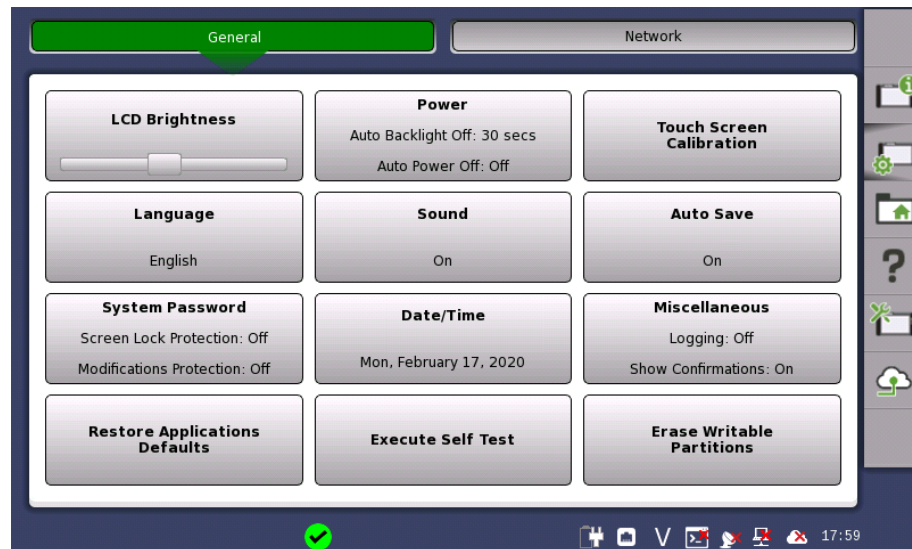 General
Network
LCD Brightness
Power
Auto Backlight Off: 30 secs
Auto Power Off: Off
Touch Screen
Calibration
Language
English
Sound
On
Auto Save
On
System Password
Screen Lock Protection: Off
Modifications Protection: Off
Date/Time
Mon, February 17, 2020
Miscellaneous
Logging: Off
Show Confirmations: On
Restore Applications
Defaults
Execute Self Test
Erase Writable
Partitions
?
V
17:59